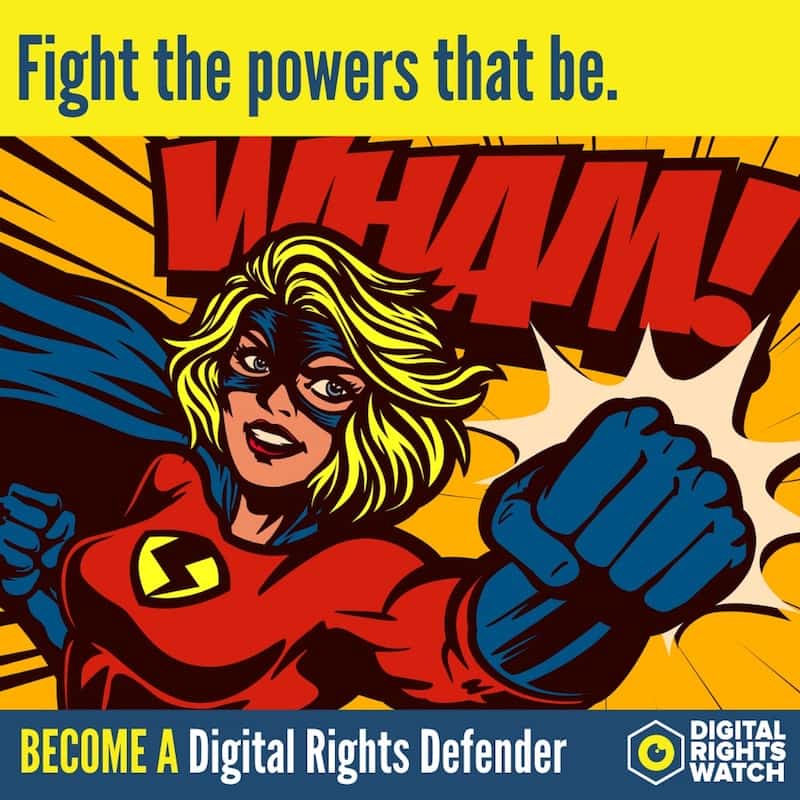 Fight the powers that be.
WHAM!
BECOME A Digital Rights Defender
DIGITAL
RIGHTS
WATCH